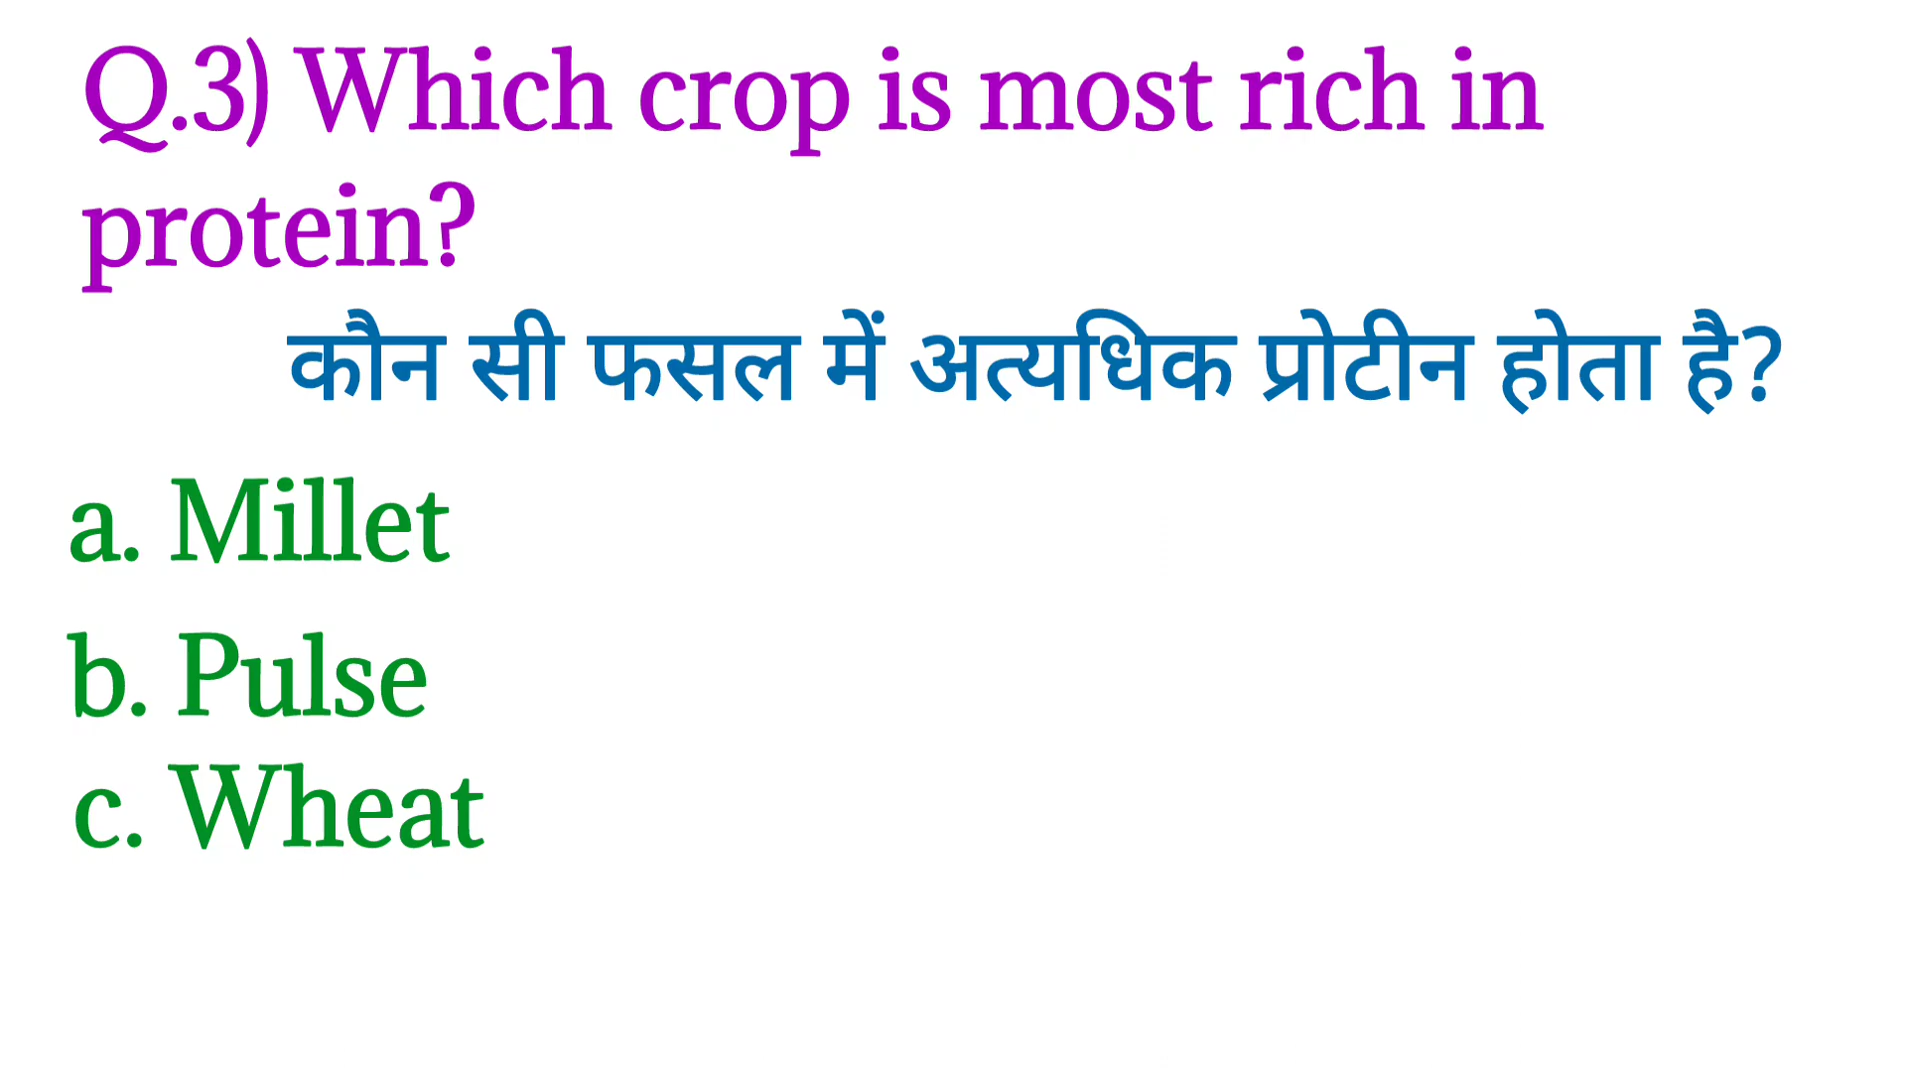 Q.3) Which crop is most rich in
protein?
कौन सी फसल में अत्यधिक प्रोटीन होता है?
a. Millet
b. Pulse
c. Wheat